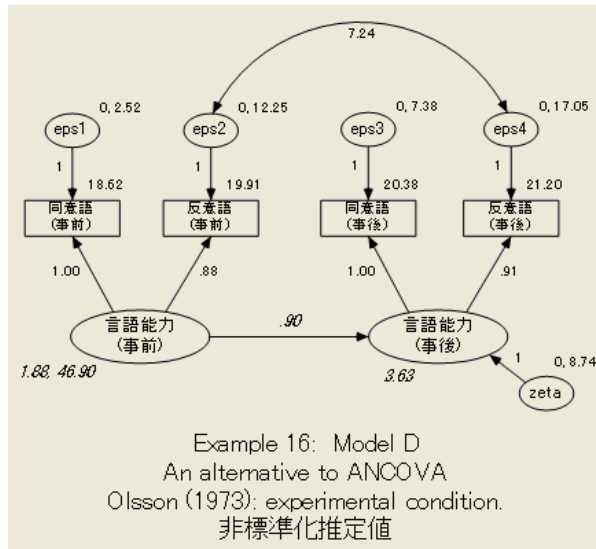 7.24
0, 2.52
0, 12.25
0, 7.38
0, 17.05
eps1
eps2
eps3
eps4
1
1
1
1
18.62
19.91
20.38
21.20
同意語
(事前)
反意語
(事前)
同意語
(事後)
反意語
(事後)
1.00
.88
1.00
.91
言語能力
(事前)
.90
言語能力
(事後)
1.88, 46.90
3.63
1
0, 8.74
zeta
Example 16: Model D
An alternative to ANCOVA
Olsson (1973): experimental condition.
非標準化推定値